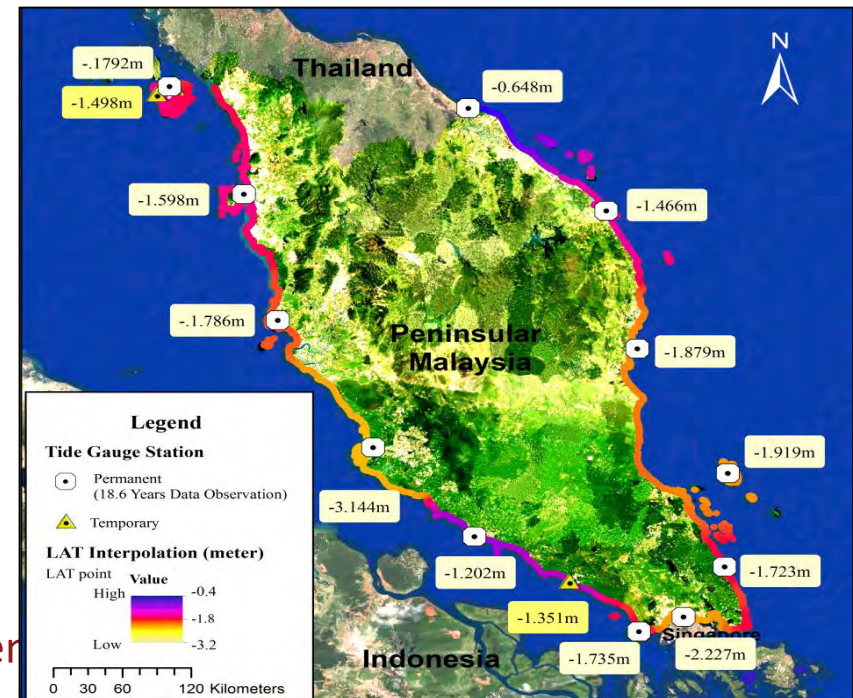 Thailand
N
-.1792m
-1.498m
-0.648m
-1.598m
-1.466m
-.1.786m
Peninsular
Malaysia
-1.879m
-1.919m
-3.144m
-1.202m
-1.723m
-1.351m
Singapore
-1.735m
-2.227m
Indonesia
Legend
Tide Gauge Station
Permanent
(18.6 Years Data Observation)
Temporary
LAT Interpolation (meter)
LAT point
Value
High
-0.4
-1.8
Low
-3.2
er
0 30 60 120 Kilometers